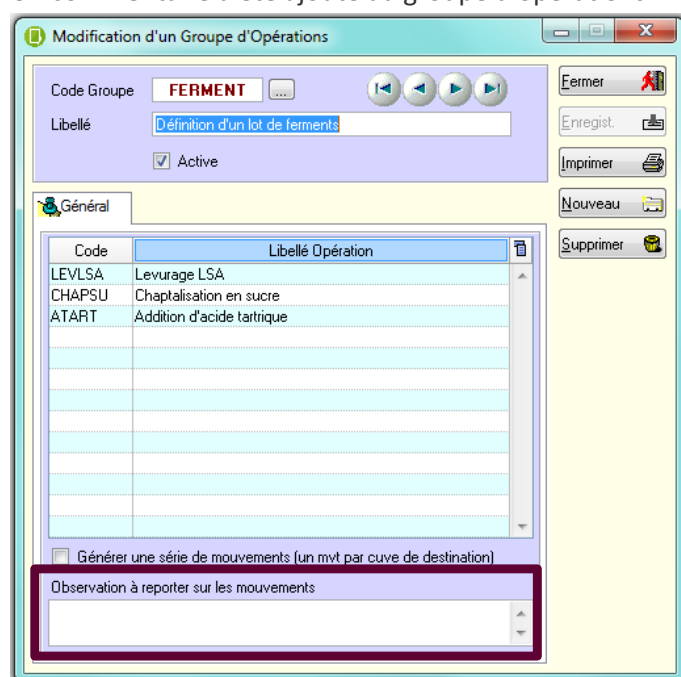 Modification d'un Groupe d'Opérations
Code Groupe FERMENT ...
Fermer
Libellé Définition d'un lot de ferments
Enregist.
Active
Imprimer
Général
Nouveau
Code Libellé Opération
Supprimer
LEVLSA Levurage LSA
CHAPSU Chaptalisation en sucre
ATART Addition d'acide tartrique
Générer une série de mouvements (un mvt par cuve de destination)
Observation à reporter sur les mouvements